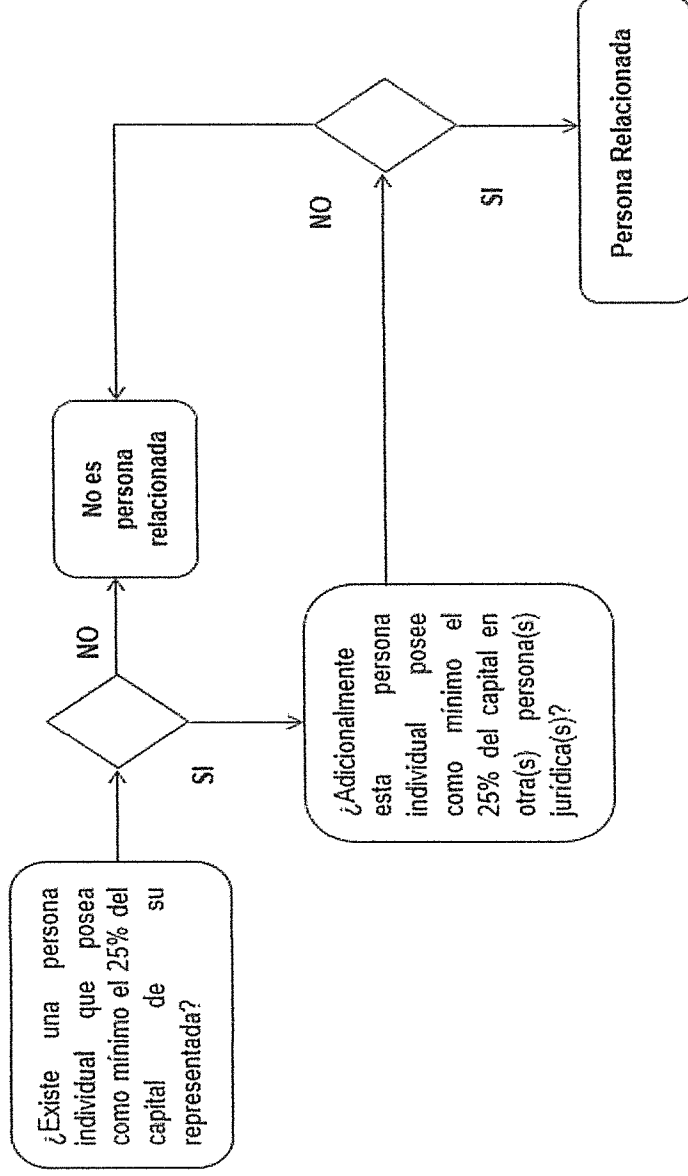 ¿Existe una persona
individual que posea
como mínimo el 25% del
capital de su
representada?
NO
No es
persona
relacionada
SI
¿Adicionalmente
esta persona
individual posee
como mínimo el
25% del capital en
otra(s) persona(s)
jurídica(s)?
NO
SI
Persona Relacionada